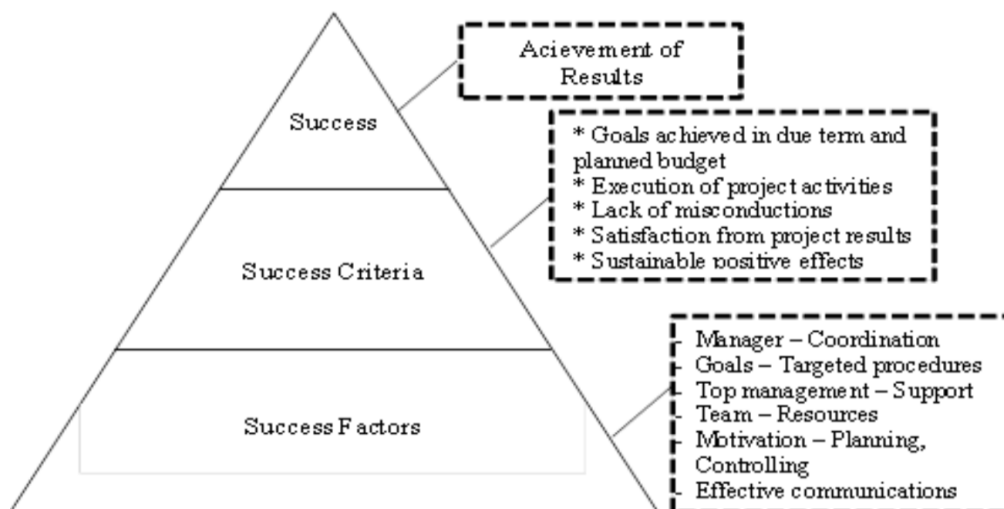 Acievement of
Results
Success
* Goals achieved in due term and
planned budget
* Execution of project activities
* Lack of misconductions
* Satisfaction from project results
* Sustainable positive effects
Success Criteria
- Manager – Coordination
- Goals – Targeted procedures
- Top management – Support
- Team – Resources
- Motivation – Planning,
Controlling
- Effective communications
Success Factors